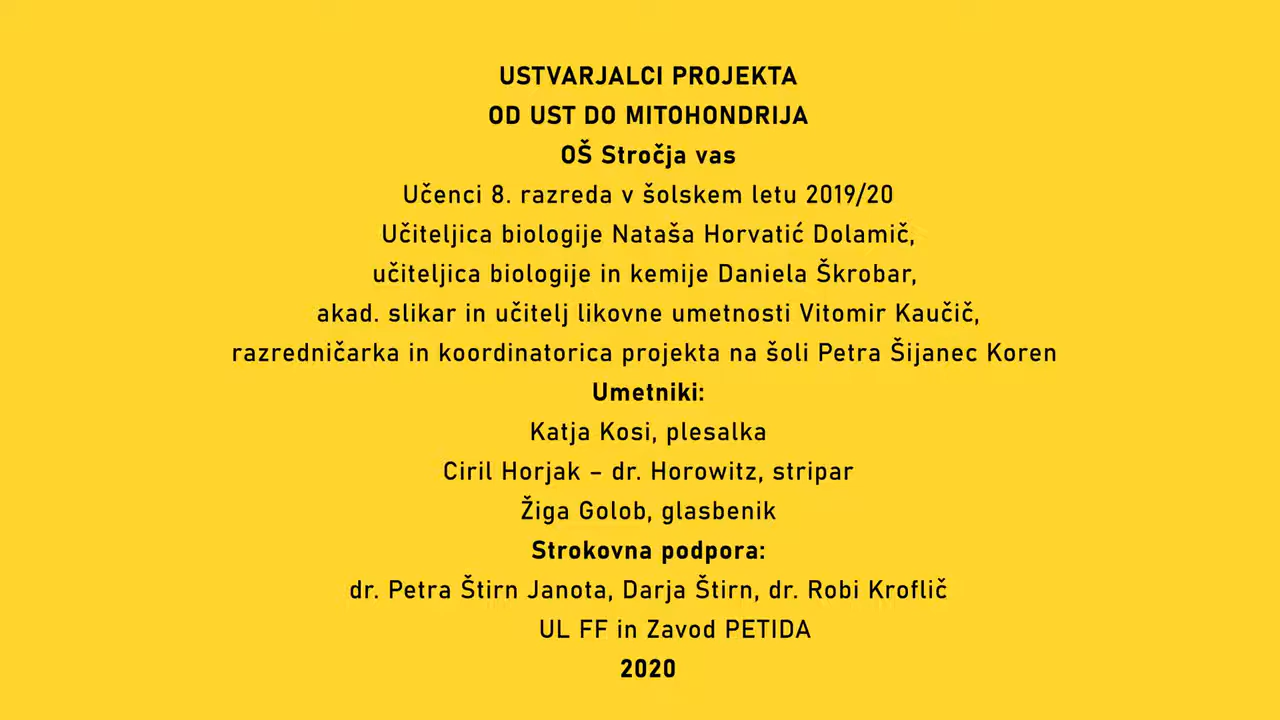 USTVARJALCI PROJEKTA
OD UST DO MITOHONDRIJA
OŠ Stročja vas
Učenci 8. razreda v šolskem letu 2019/20
Učiteljica biologije Nataša Horvatić Dolamič,
učiteljica biologije in kemije Daniela Škrobar,
akad. slikar in učitelj likovne umetnosti Vitomir Kaučič,
razredničarka in koordinatorica projekta na šoli Petra Šijanec Koren
Umetniki:
Katja Kosi, plesalka
Ciril Horjak – dr. Horowitz, stripar
Žiga Golob, glasbenik
Strokovna podpora:
dr. Petra Štirn Janota, Darja Štirn, dr. Robi Kroflič
UL FF in Zavod PETIDA
2020